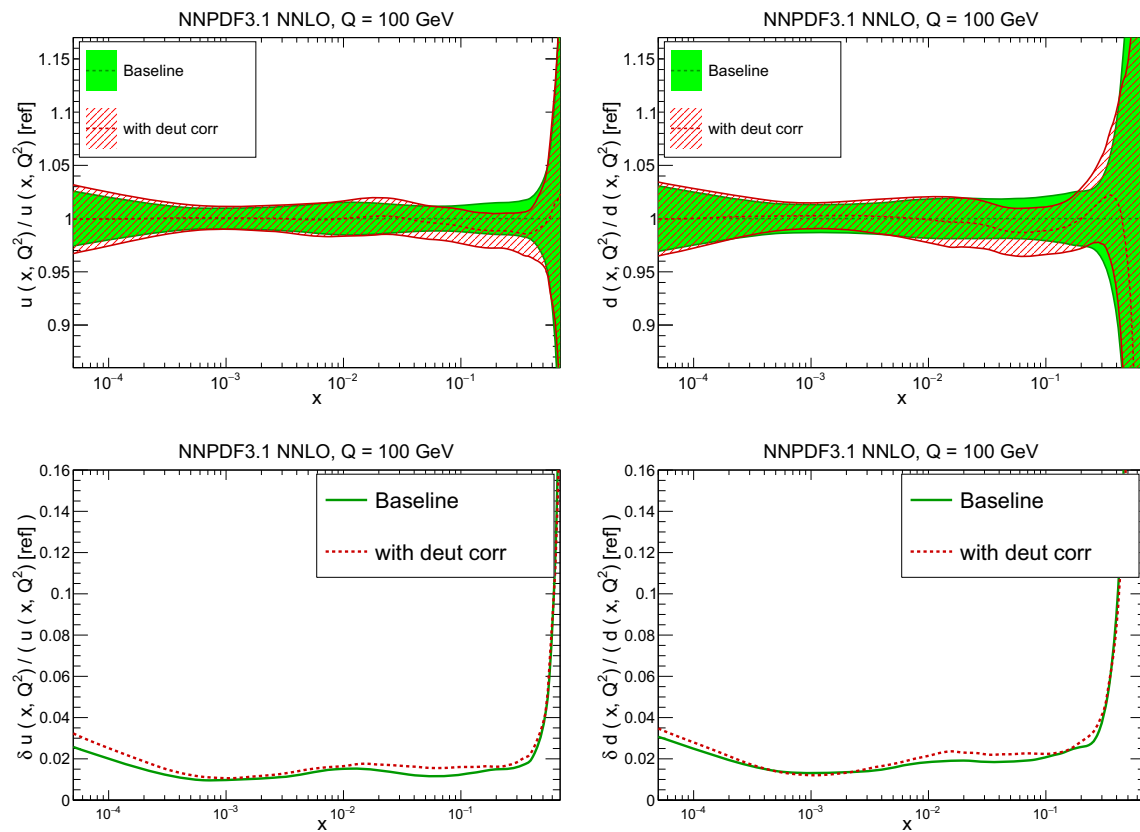 NNPDF3.1 NNLO, Q = 100 GeV
u ( x, Q²) / u ( x, Q²) [ref]
1.15
1.1
1.05
1
0.95
0.9
Baseline
with deut corr
10⁻⁴ 10⁻³ 10⁻² 10⁻¹
x
NNPDF3.1 NNLO, Q = 100 GeV
d ( x, Q²) / d ( x, Q²) [ref]
1.15
1.1
1.05
1
0.95
0.9
Baseline
with deut corr
10⁻⁴ 10⁻³ 10⁻² 10⁻¹
x
NNPDF3.1 NNLO, Q = 100 GeV
δ u ( x, Q²) / ( u ( x, Q²) [ref] )
0.16
0.14
0.12
0.1
0.08
0.06
0.04
0.02
0
Baseline
with deut corr
10⁻⁴ 10⁻³ 10⁻² 10⁻¹
x
NNPDF3.1 NNLO, Q = 100 GeV
δ d ( x, Q²) / ( d ( x, Q²) [ref] )
0.16
0.14
0.12
0.1
0.08
0.06
0.04
0.02
0
Baseline
with deut corr
10⁻⁴ 10⁻³ 10⁻² 10⁻¹
x